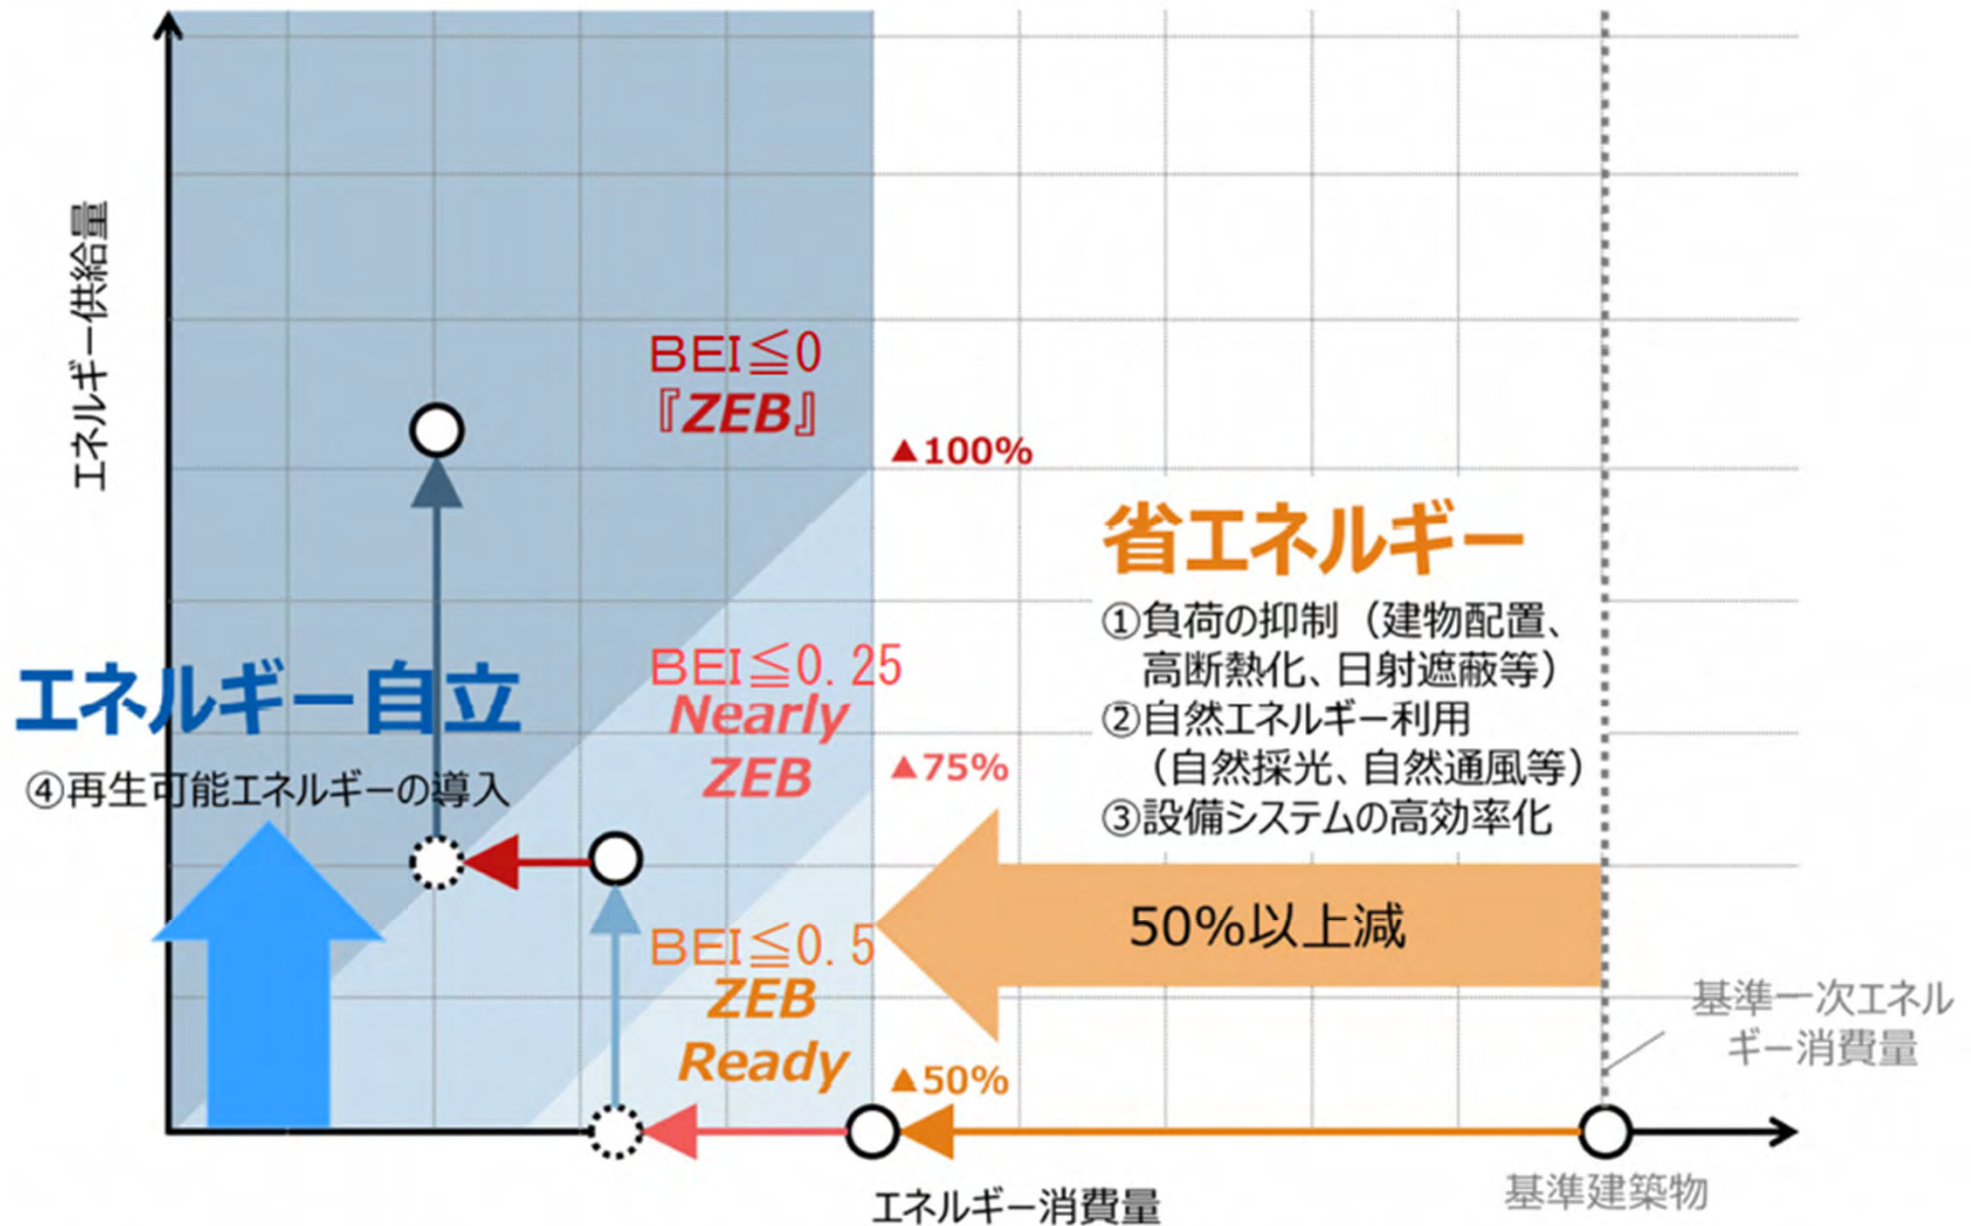 エネルギー供給量
BEI≦0
『ZEB』
▲100%
省エネルギー
①負荷の抑制（建物配置、
高断熱化、日射遮蔽等）
②自然エネルギー利用
（自然採光、自然通風等）
③設備システムの高効率化
エネルギー自立
④再生可能エネルギーの導入
BEI≦0.25
Nearly
ZEB
▲75%
50%以上減
BEI≦0.5
ZEB
Ready
▲50%
基準一次エネル
ギー消費量
基準建築物
エネルギー消費量